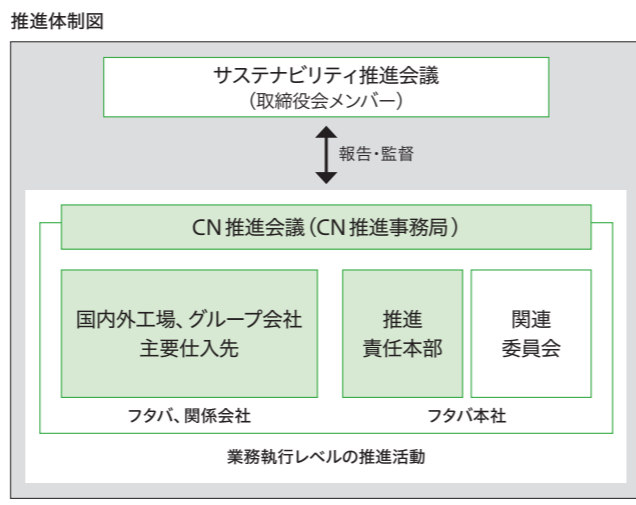 推進体制図
サステナビリティ推進会議
（取締役会メンバー）
報告・監督
CN推進会議（CN推進事務局）
国内外工場、グループ会社
主要仕入先
推進
責任本部
関連
委員会
フタバ、関係会社
フタバ本社
業務執行レベルの推進活動